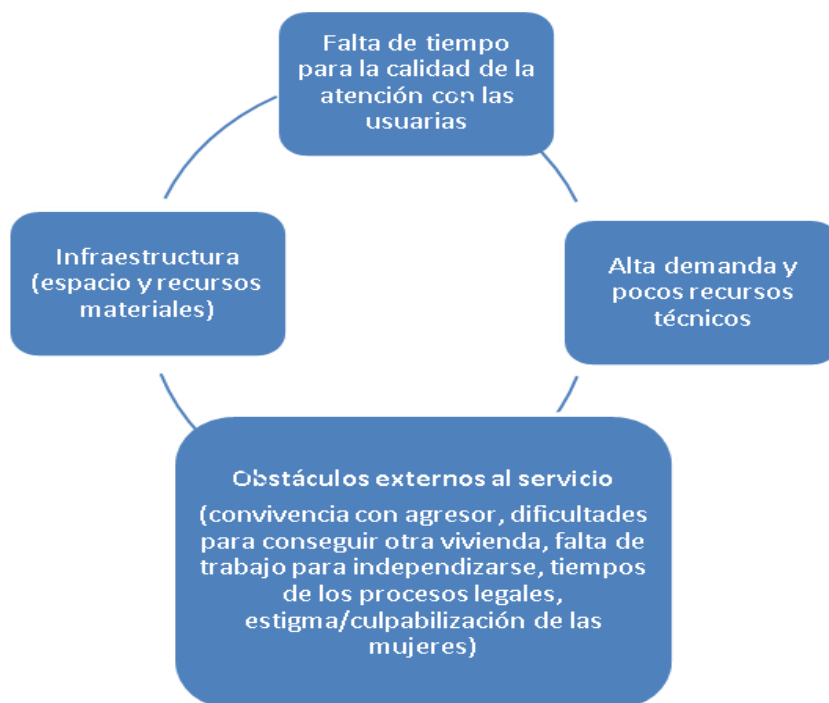 Falta de tiempo
para la calidad de la
atención con las
usuarias
Infraestructura
(espacio y recursos
materiales)
Alta demanda y
pocos recursos
técnicos
Obstáculos externos al servicio
(convivencia con agresor, dificultades
para conseguir otra vivienda, falta de
trabajo para independizarse, tiempos
de los procesos legales,
estigma/culpabilización de las
mujeres)